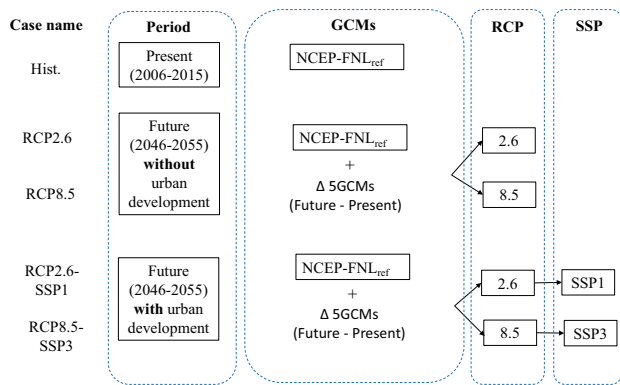 Case name Period GCMs RCP SSP
Hist.
Present
(2006-2015)
NCEP-FNLref
RCP2.6
RCP8.5
Future
(2046-2055)
without
urban
development
NCEP-FNLref
+
Δ 5GCMs
(Future - Present)
2.6
8.5
RCP2.6-
SSP1
RCP8.5-
SSP3
Future
(2046-2055)
with urban
development
NCEP-FNLref
+
Δ 5GCMs
(Future - Present)
2.6
SSP1
8.5
SSP3